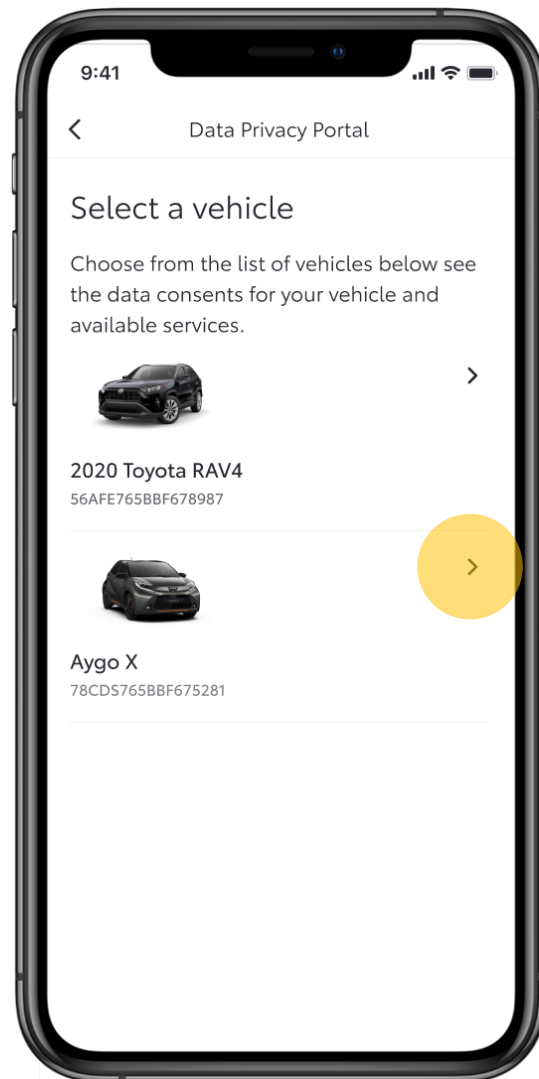 9:41
Data Privacy Portal
Select a vehicle
Choose from the list of vehicles below see
the data consents for your vehicle and
available services.
2020 Toyota RAV4
56AFE765BBF678987
Aygo X
78CDS765BBF675281